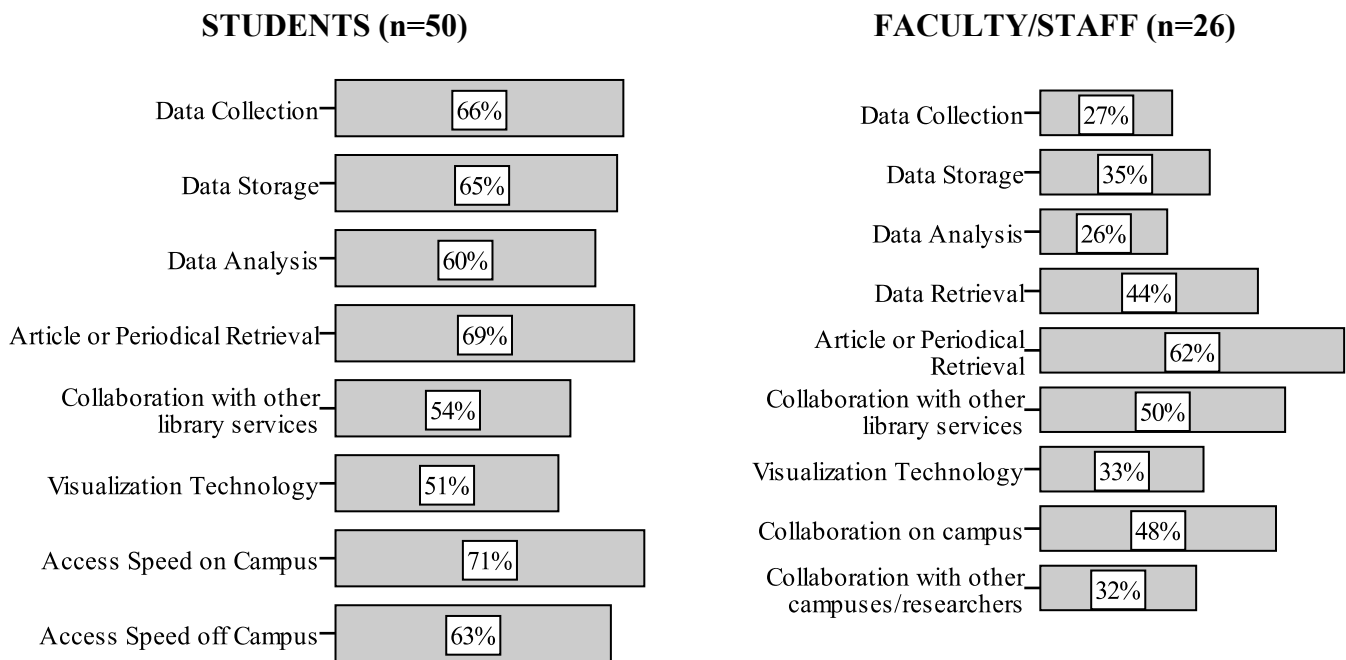 STUDENTS (n=50)
Data Collection
66%
Data Storage
65%
Data Analysis
60%
Article or Periodical Retrieval
69%
Collaboration with other
library services
54%
Visualization Technology
51%
Access Speed on Campus
71%
Access Speed off Campus
63%
FACULTY/STAFF (n=26)
Data Collection
27%
Data Storage
35%
Data Analysis
26%
Data Retrieval
44%
Article or Periodical
Retrieval
62%
Collaboration with other
library services
50%
Visualization Technology
33%
Collaboration on campus
48%
Collaboration with other
campuses/researchers
32%